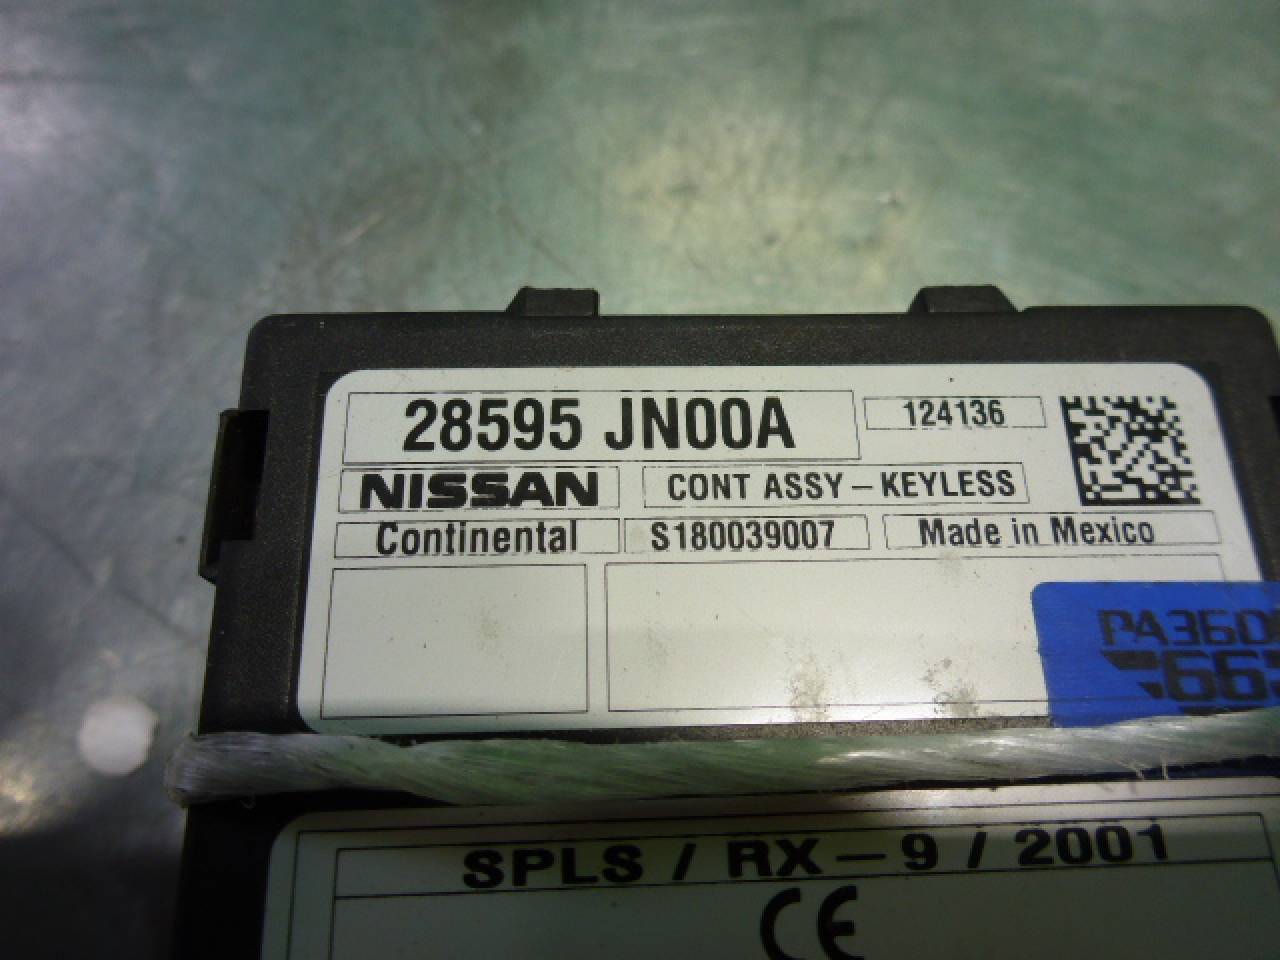 28595 JN00A 124136
NISSAN CONT ASSY – KEYLESS
Continental S180039007 Made in Mexico
SPLS / RX – 9 / 2001
CE